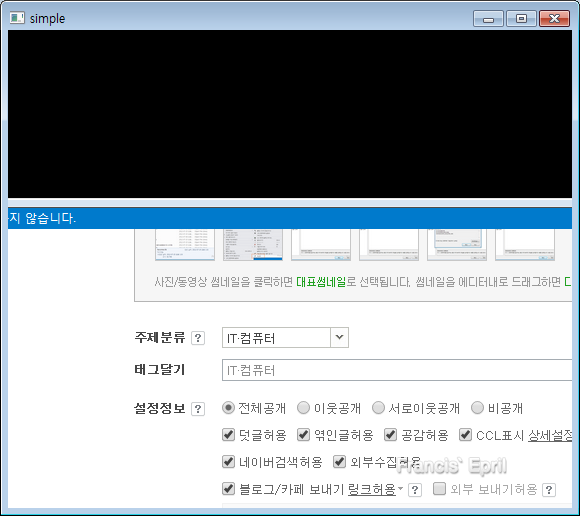 simple
지 않습니다.
사진/동영상 썸네일을 클릭하면 대표썸네일로 선택됩니다. 썸네일을 에디터내로 드래그하면 다
주제분류 ? IT·컴퓨터
태그달기 IT·컴퓨터
설정정보 ? 전체공개 이웃공개 서로이웃공개 비공개
덧글허용 엮인글허용 공감허용 CCL표시 상세설정
네이버검색허용 외부수집허용
Francis` Epril
블로그/카페 보내기 링크허용 ? 외부 보내기허용 ?